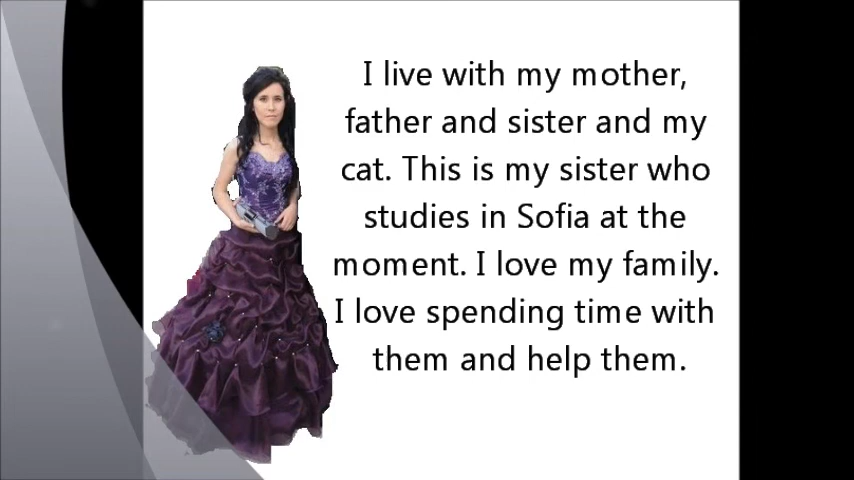 I live with my mother,
father and sister and my
cat. This is my sister who
studies in Sofia at the
moment. I love my family.
I love spending time with
them and help them.